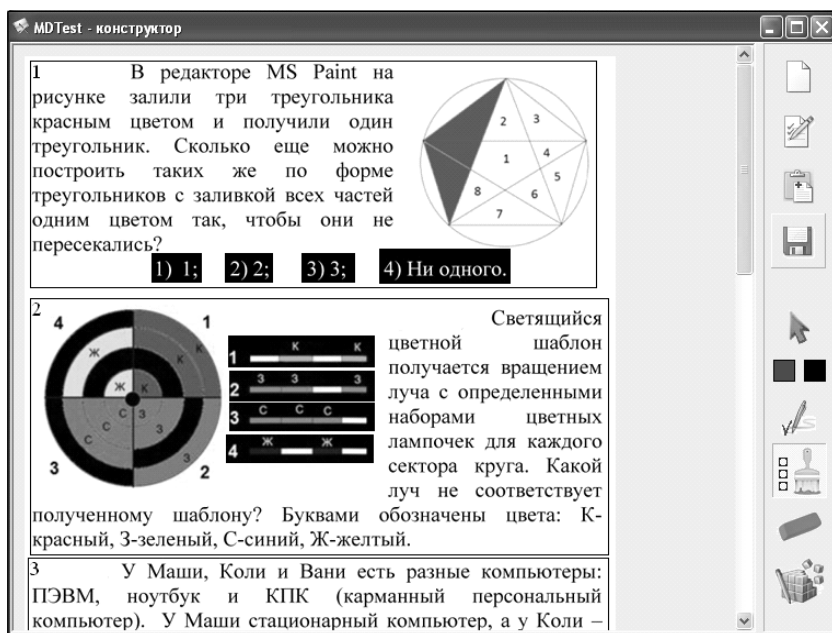 MDTest - конструктор
1 В редакторе MS Paint на
рисунке залили три треугольника
красным цветом и получили один
треугольник. Сколько еще можно
построить таких же по форме
треугольников с заливкой всех частей
одним цветом так, чтобы они не
пересекались?
2 3
1 4
5
8 6
7
1) 1; 2) 2; 3) 3; 4) Ни одного.
2
4 1
Ж К К
Ж К
С З
С З
С З
3 2
1 К К
2 З З З
3 С С С
4 Ж Ж
Светящийся
цветной шаблон
получается вращением
луча с определенными
наборами цветных
лампочек для каждого
сектора круга. Какой
луч не соответствует
полученному шаблону? Буквами обозначены цвета: К-
красный, З-зеленый, С-синий, Ж-желтый.
3 У Маши, Коли и Вани есть разные компьютеры:
ПЭВМ, ноутбук и КПК (карманный персональный
компьютер). У Маши стационарный компьютер, а у Коли –